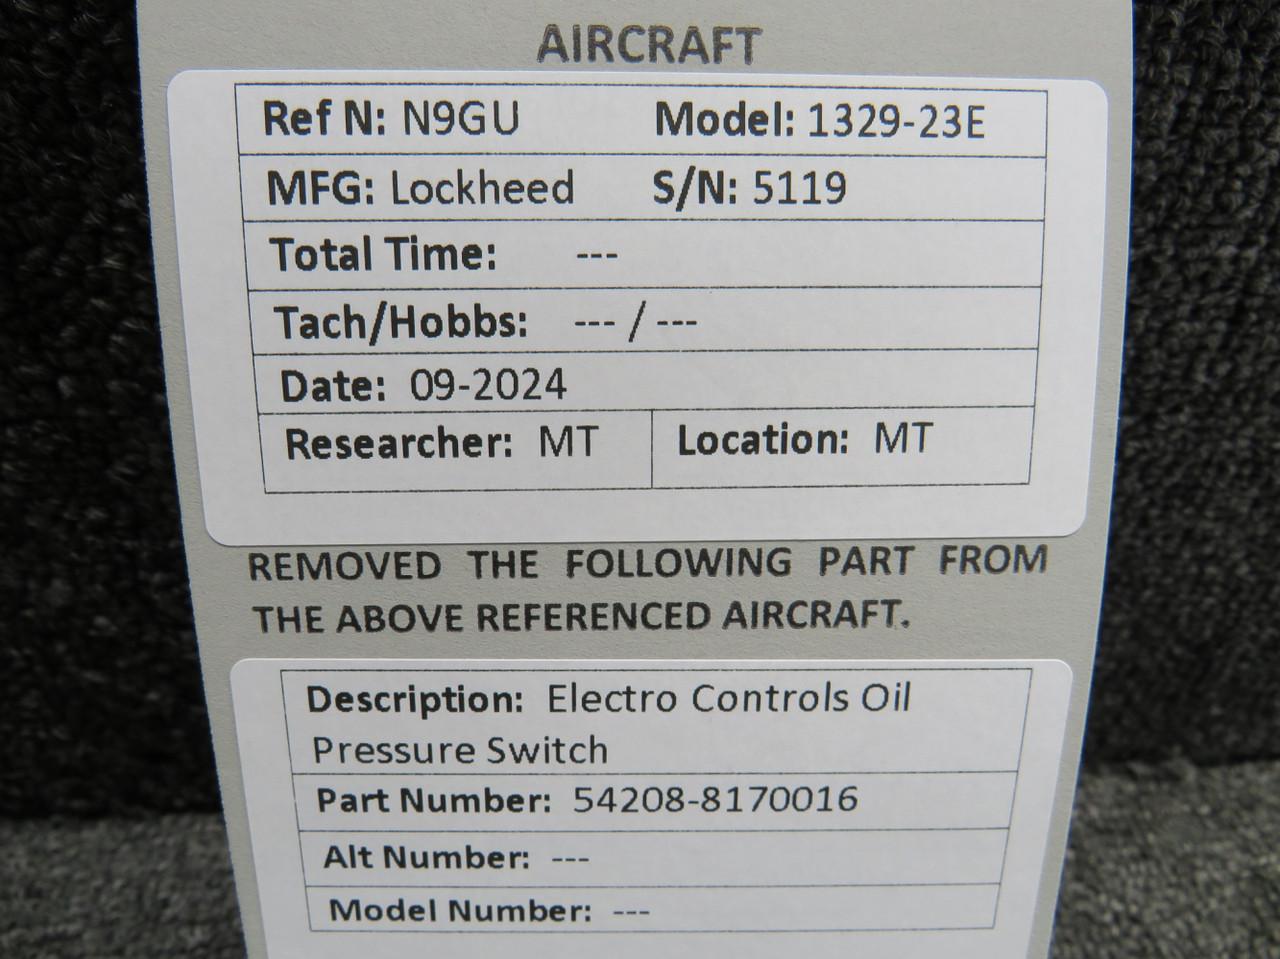 AIRCRAFT
Ref N: N9GU Model: 1329-23E
MFG: Lockheed S/N: 5119
Total Time: ---
Tach/Hobbs: --- / ---
Date: 09-2024
Researcher: MT Location: MT
REMOVED THE FOLLOWING PART FROM
THE ABOVE REFERENCED AIRCRAFT.
Description: Electro Controls Oil
Pressure Switch
Part Number: 54208-8170016
Alt Number: ---
Model Number: ---